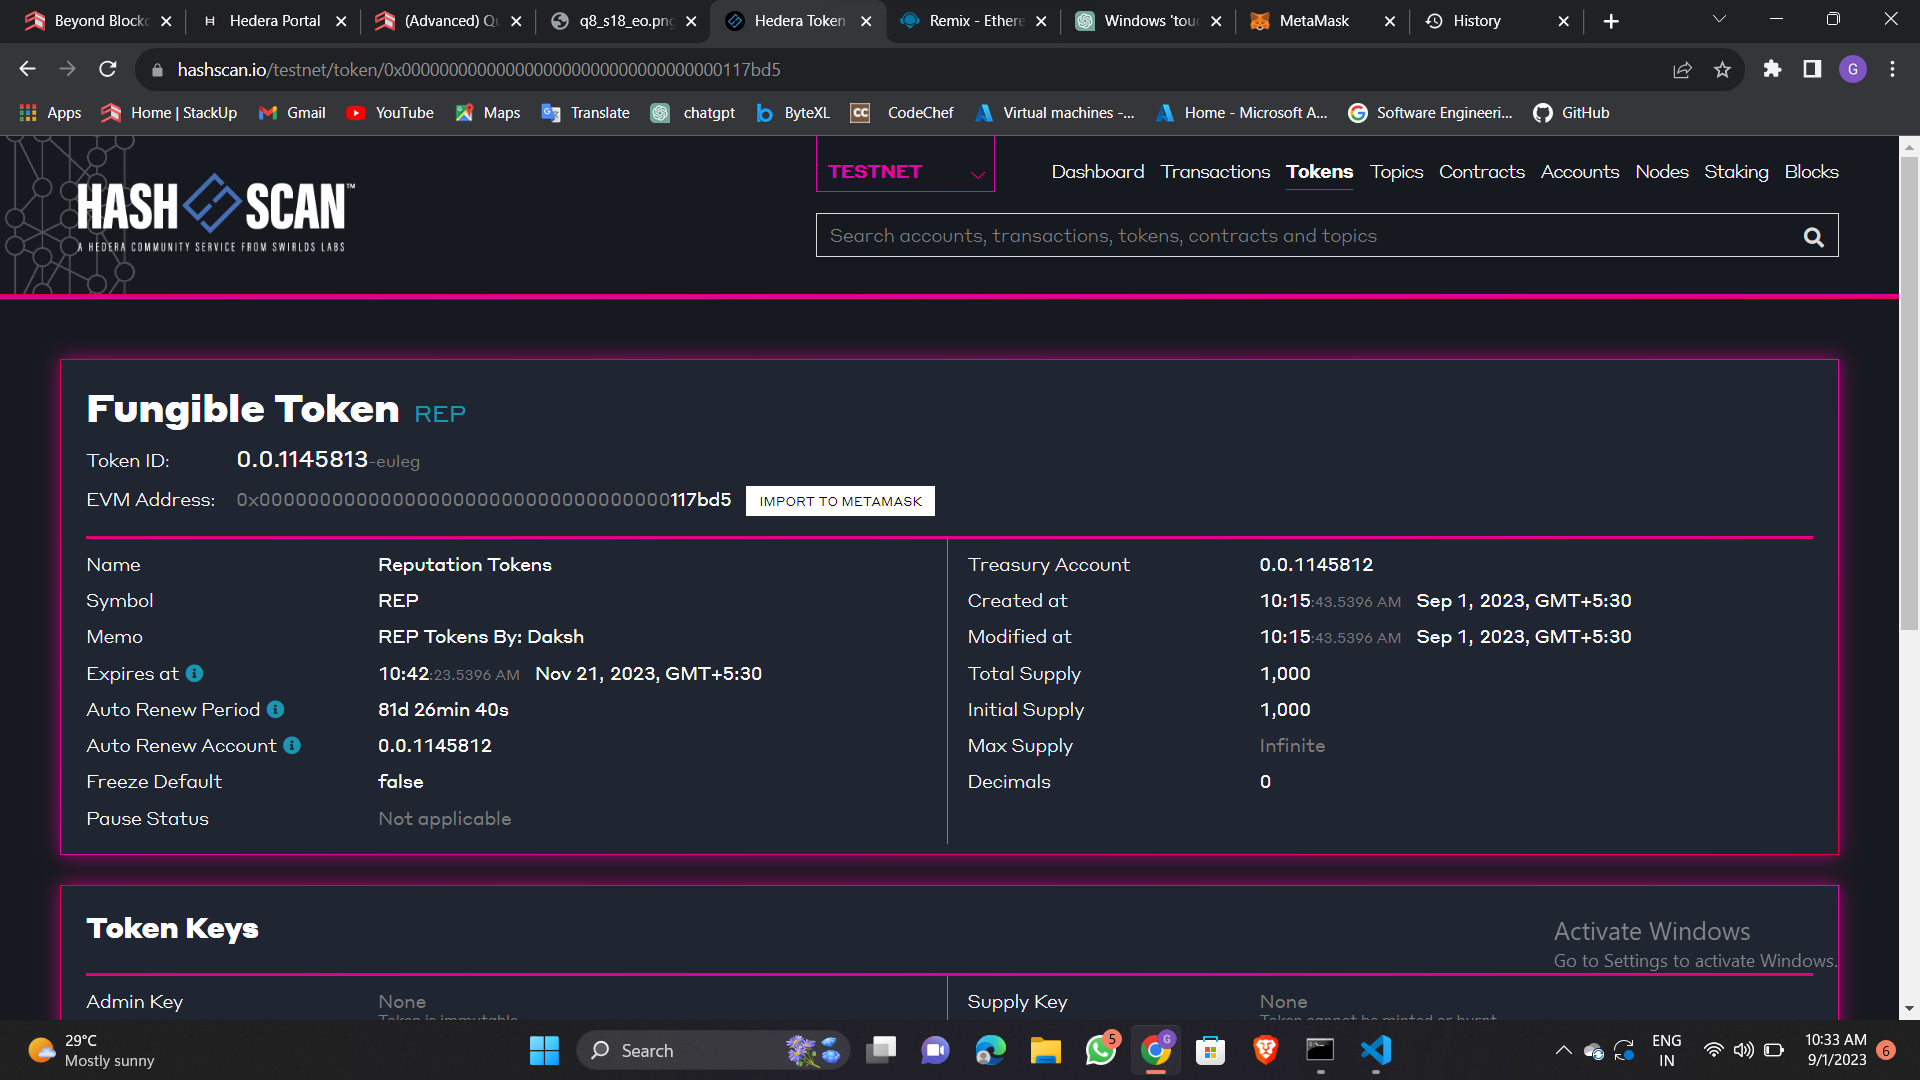 Beyond Blockc
Hedera Portal
(Advanced) Qu
q8_s18_eo.png
Hedera Token
Remix - Ethere
Windows 'touc
MetaMask
History
hashscan.io/testnet/token/0x0000000000000000000000000000000000117bd5
G
Apps
Home | StackUp
Gmail
YouTube
Maps
Translate
chatgpt
ByteXL
CC CodeChef
Virtual machines -...
Home - Microsoft A...
Software Engineeri...
GitHub
HASH SCAN™
A HEDERA COMMUNITY SERVICE FROM SWIRLDS LABS
TESTNET
Dashboard Transactions Tokens Topics Contracts Accounts Nodes Staking Blocks
Search accounts, transactions, tokens, contracts and topics
Fungible Token REP
Token ID: 0.0.1145813-euleg
EVM Address: 0x0000000000000000000000000000000000117bd5 IMPORT TO METAMASK
Name Reputation Tokens
Symbol REP
Memo REP Tokens By: Daksh
Expires at 10:42:23.5396 AM Nov 21, 2023, GMT+5:30
Auto Renew Period 81d 26min 40s
Auto Renew Account 0.0.1145812
Freeze Default false
Pause Status Not applicable
Treasury Account 0.0.1145812
Created at 10:15:43.5396 AM Sep 1, 2023, GMT+5:30
Modified at 10:15:43.5396 AM Sep 1, 2023, GMT+5:30
Total Supply 1,000
Initial Supply 1,000
Max Supply Infinite
Decimals 0
Token Keys
Admin Key None
Token is immutable
Supply Key None
Token cannot be minted or burnt
Activate Windows
Go to Settings to activate Windows.
29°C
Mostly sunny
Search
5
G
ENG
IN
10:33 AM
9/1/2023
6